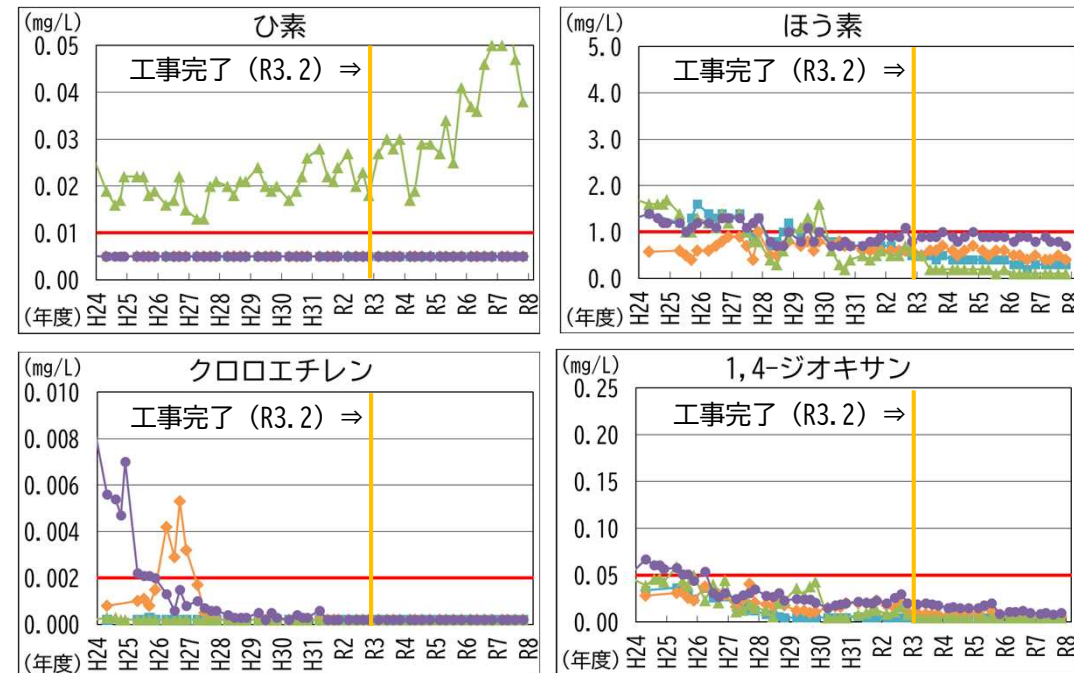 (mg/L)
ひ素
0.05
0.04
0.03
0.02
0.01
0.00
工事完了（R3.2）⇒
(年度)
H24
H25
H26
H27
H28
H29
H30
H31
R2
R3
R4
R5
R6
R7
R8
(mg/L)
ほう素
5.0
4.0
3.0
2.0
1.0
0.0
工事完了（R3.2）⇒
(年度)
H24
H25
H26
H27
H28
H29
H30
H31
R2
R3
R4
R5
R6
R7
R8
(mg/L)
クロロエチレン
0.010
0.008
0.006
0.004
0.002
0.000
工事完了（R3.2）⇒
(年度)
H24
H25
H26
H27
H28
H29
H30
H31
R2
R3
R4
R5
R6
R7
R8
(mg/L)
1,4-ジオキサン
0.25
0.20
0.15
0.10
0.05
0.00
工事完了（R3.2）⇒
(年度)
H24
H25
H26
H27
H28
H29
H30
H31
R2
R3
R4
R5
R6
R7
R8